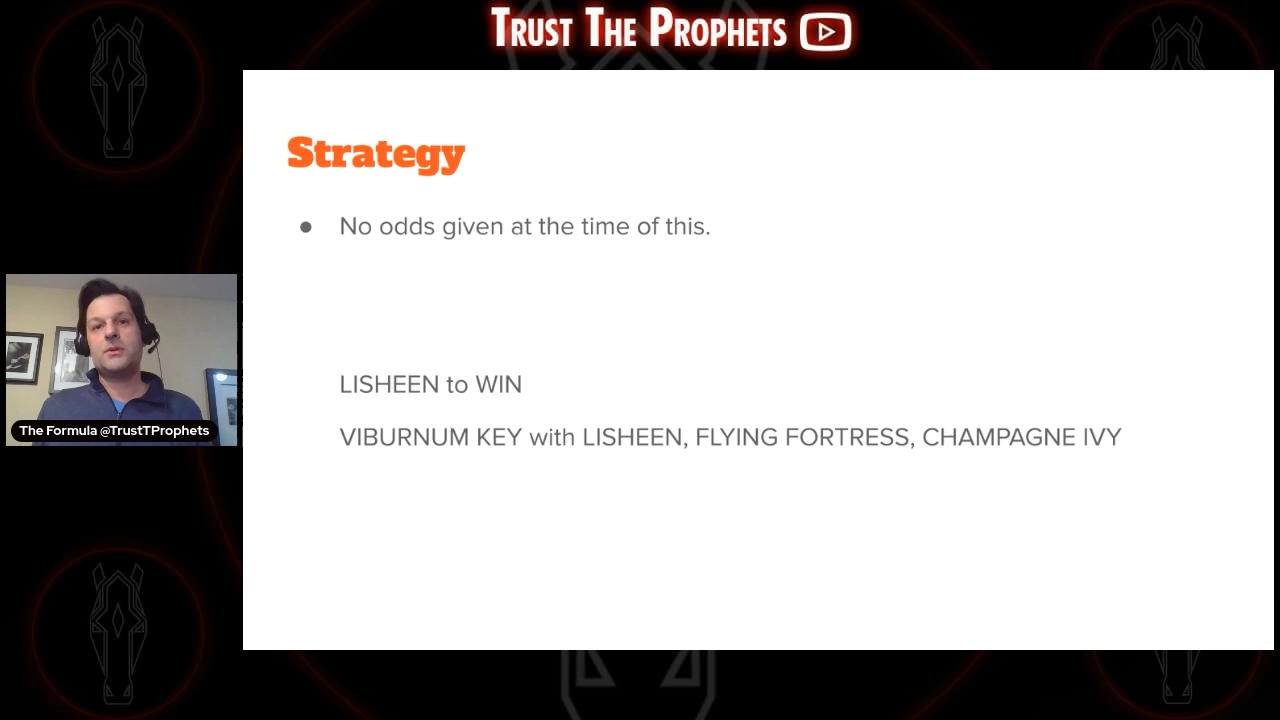 TRUST THE PROPHETS
Strategy
● No odds given at the time of this.
LISHEEN to WIN
VIBURNUM KEY with LISHEEN, FLYING FORTRESS, CHAMPAGNE IVY
The Formula @TrustTProphets